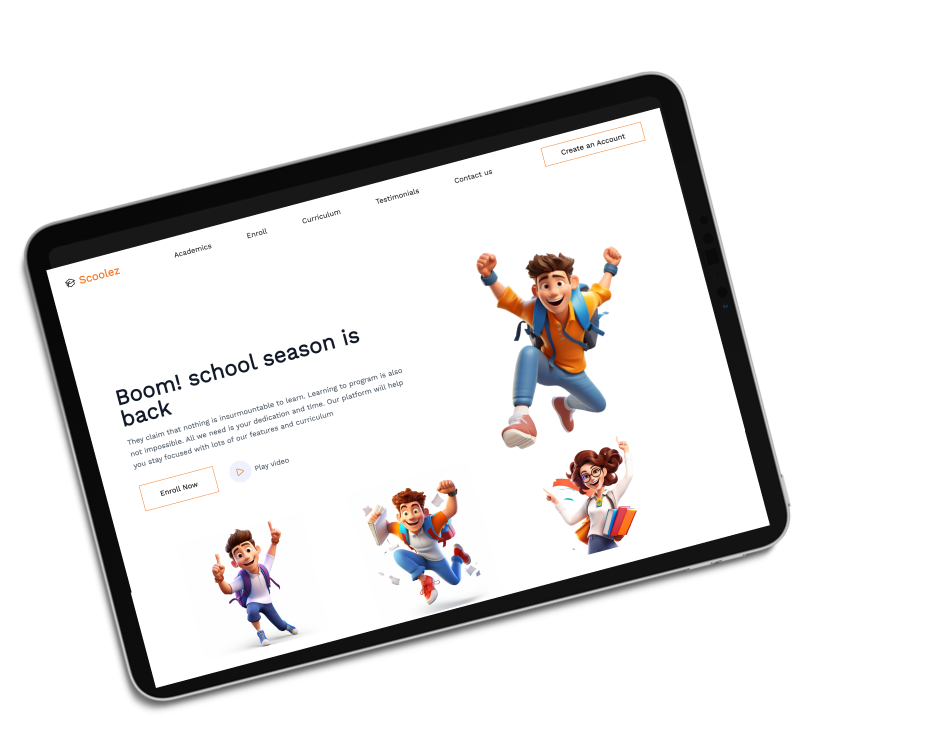 Scoolez
Academics
Enroll
Curriculum
Testimonials
Contact us
Create an Account
Boom! school season is
back
They claim that nothing is insurmountable to learn. Learning to program is also
not impossible. All we need is your dedication and time. Our platform will help
you stay focused with lots of our features and curriculum
Enroll Now
Play video